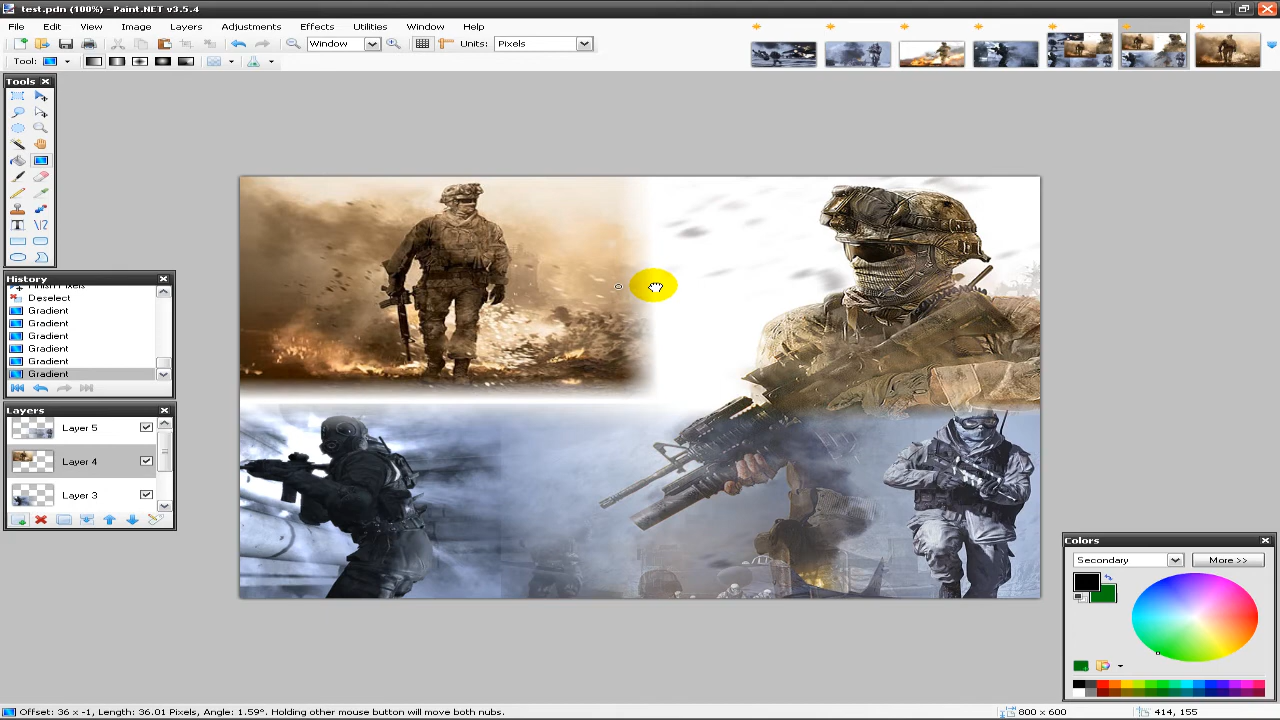 test.pdn (100%) - Paint.NET v3.5.4
File Edit View Image Layers Adjustments Effects Utilities Window Help
Window Units: Pixels
Tool:
Tools
History
Finish Pixels
Deselect
Gradient
Gradient
Gradient
Gradient
Gradient
Gradient
Layers
Layer 5
Layer 4
Layer 3
Colors
Secondary More >>
Offset: 36 x -1, Length: 36.01 Pixels, Angle: 1.59°. Holding other mouse button will move both nubs. 800 x 600 414, 155